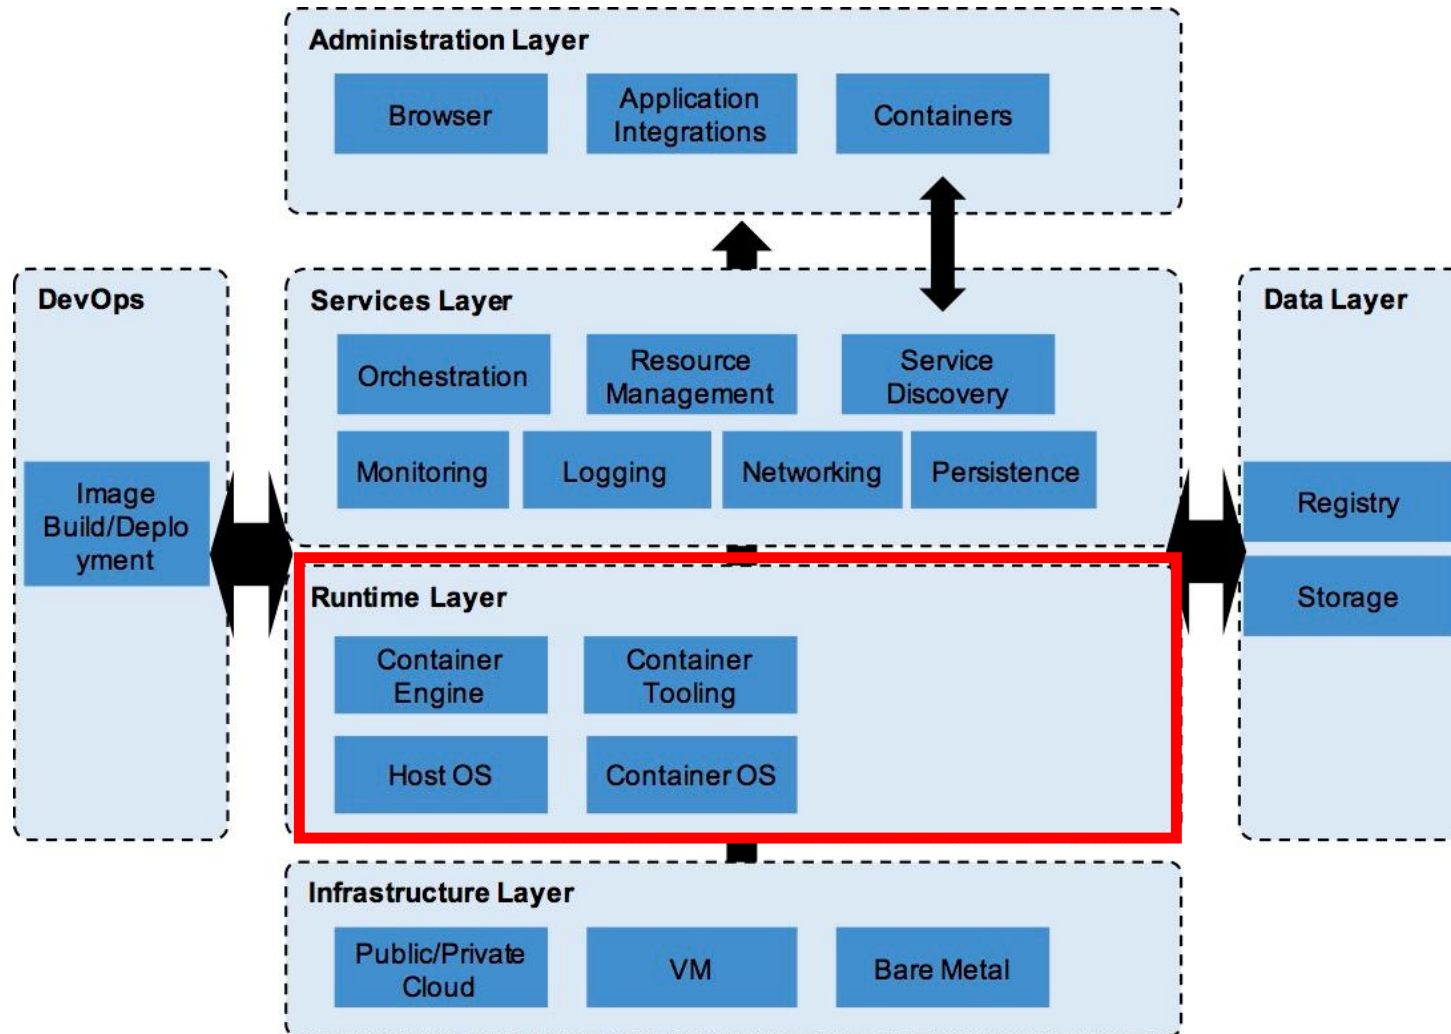 Administration Layer
Browser
Application
Integrations
Containers
DevOps
Image
Build/Deplo
yment
Services Layer
Orchestration
Resource
Management
Service
Discovery
Monitoring
Logging
Networking
Persistence
Data Layer
Registry
Storage
Runtime Layer
Container
Engine
Container
Tooling
Host OS
Container OS
Infrastructure Layer
Public/Private
Cloud
VM
Bare Metal